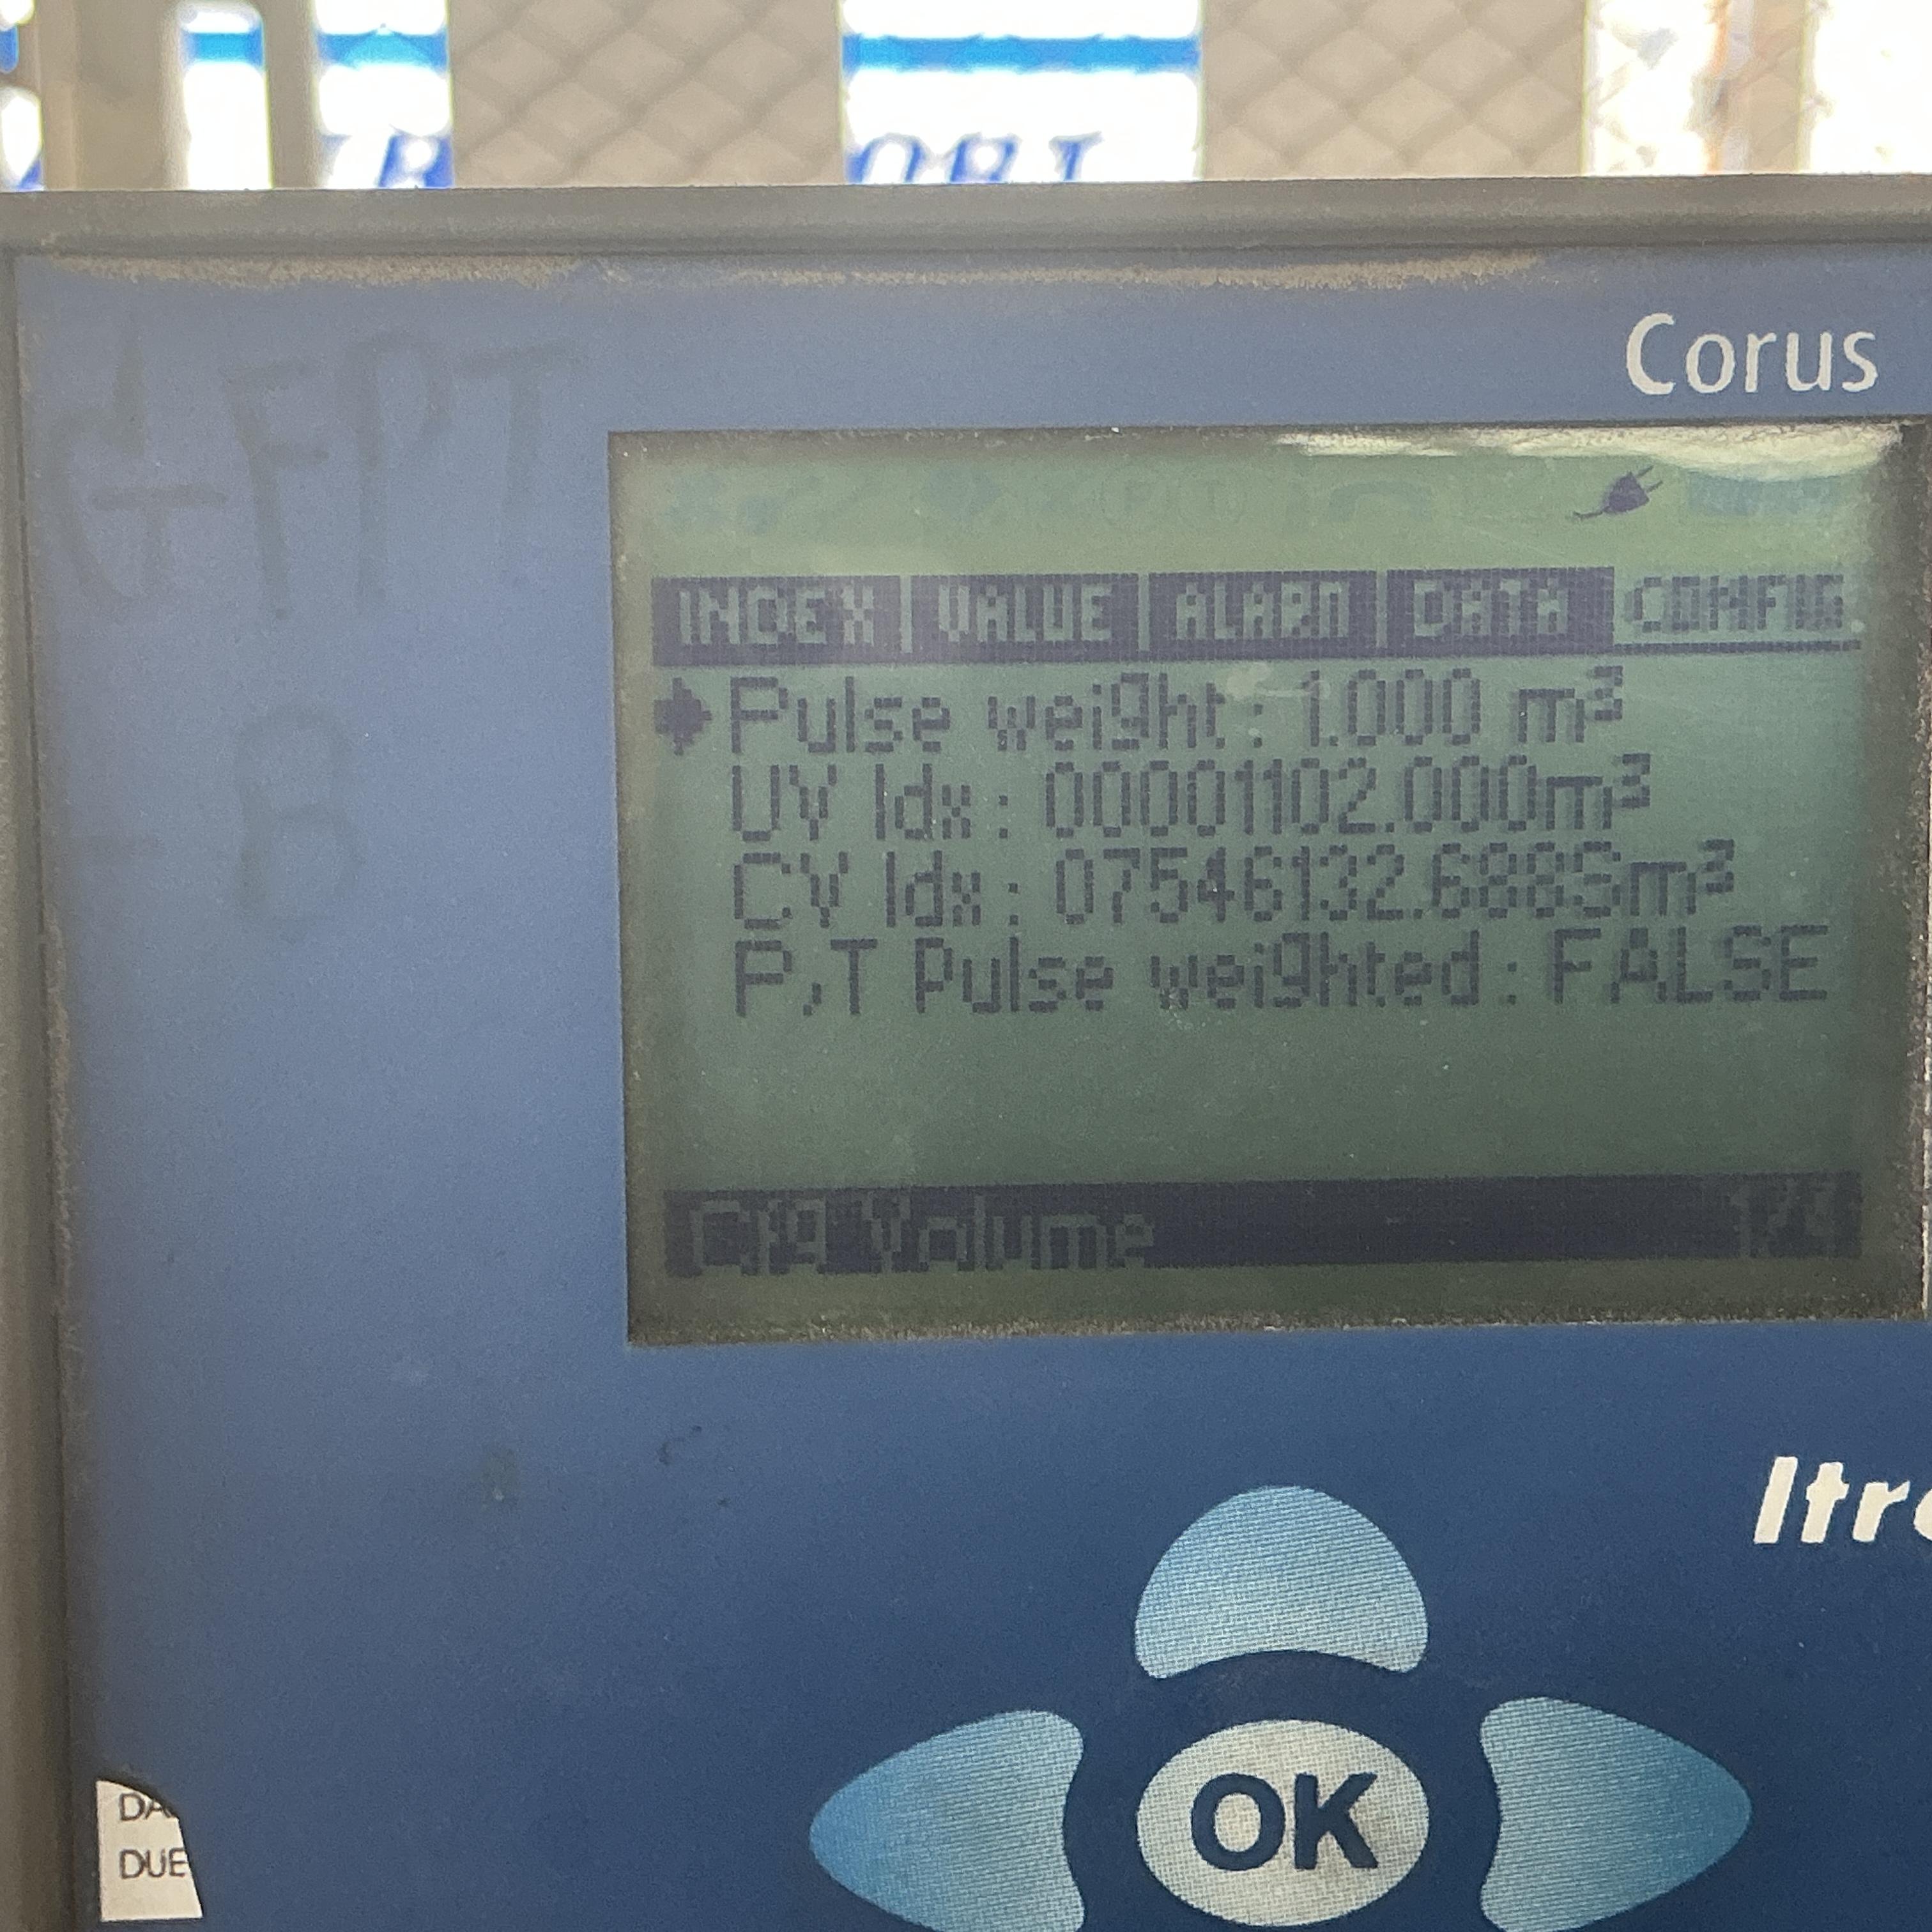 Corus
INDEX | VALUE | ALARM | DATA | CONFIG.
Pulse weight : 1.000 m³
UV Idx : 00001102.000m³
CV Idx : 07546132.688Sm³
P,T Pulse weighted : FALSE
Cfg Volume
OK
DUE